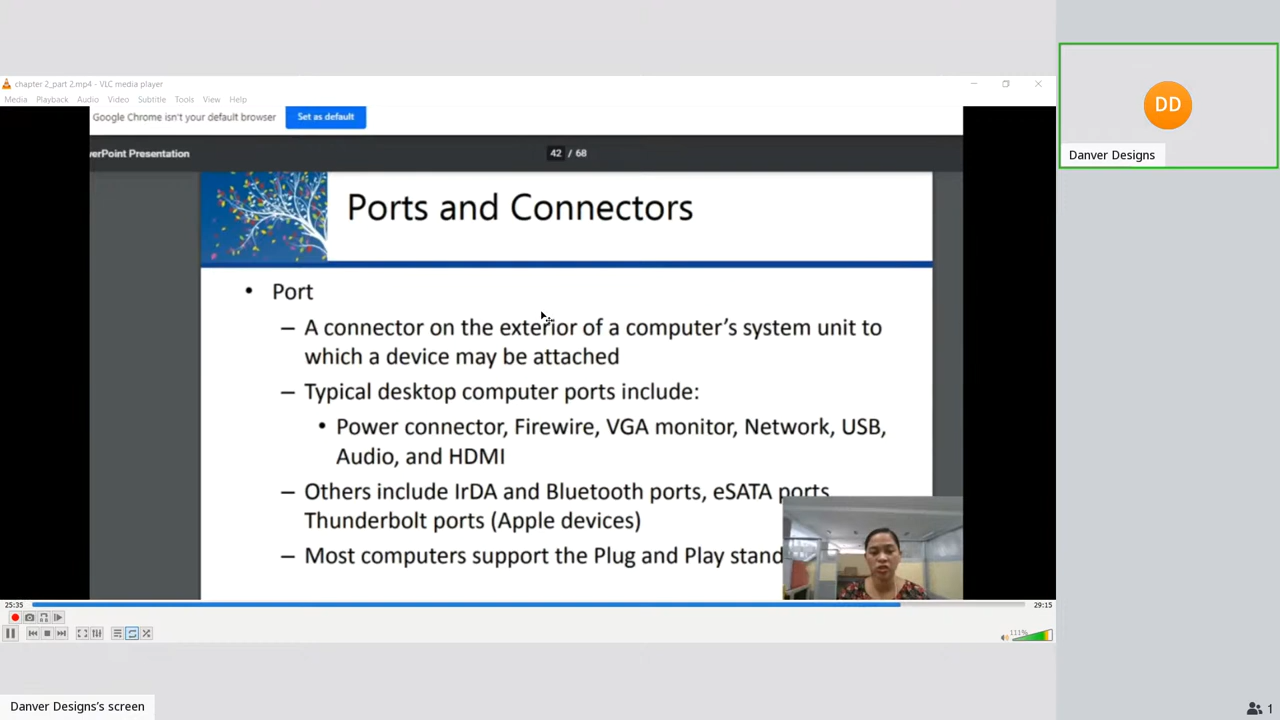 chapter 2_part 2.mp4 - VLC media player
Media Playback Audio Video Subtitle Tools View Help
Google Chrome isn't your default browser Set as default
verPoint Presentation 42 / 68
Ports and Connectors
• Port
– A connector on the exterior of a computer's system unit to
which a device may be attached
– Typical desktop computer ports include:
• Power connector, Firewire, VGA monitor, Network, USB,
Audio, and HDMI
– Others include IrDA and Bluetooth ports, eSATA ports
Thunderbolt ports (Apple devices)
– Most computers support the Plug and Play stand
25:35 29:15
111%
DD
Danver Designs
Danver Designs's screen
1